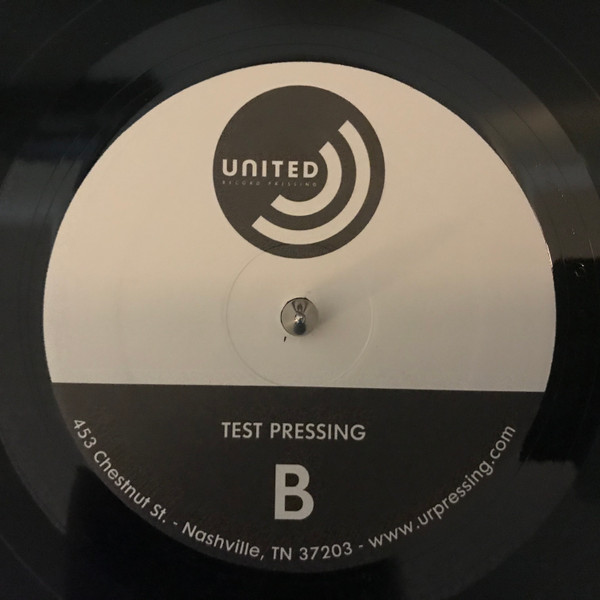 UNITED
RECORD PRESSING
TEST PRESSING
B
453 Chestnut St. - Nashville, TN 37203 - www.urpressing.com